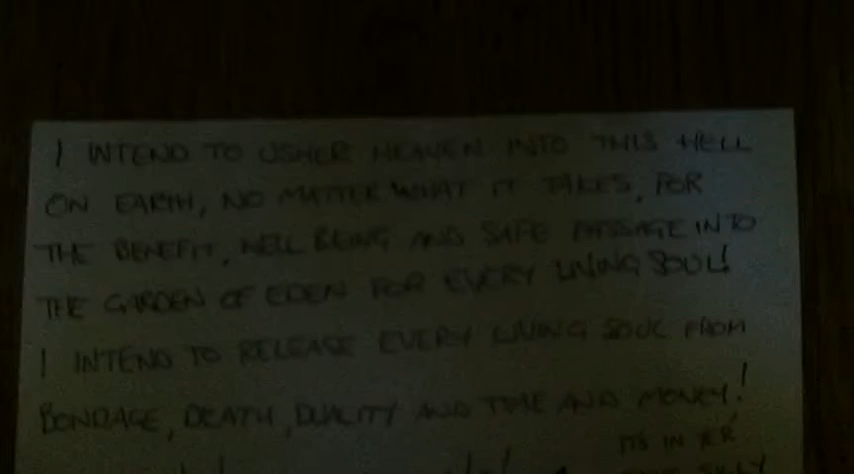 I INTEND TO USHER HEAVEN INTO THIS HELL
ON EARTH, NO MATTER WHAT IT TAKES, FOR
THE BENEFIT, WELL BEING AND SAFE PASSAGE INTO
THE GARDEN OF EDEN FOR EVERY LIVING SOUL!
I INTEND TO RELEASE EVERY LIVING SOUL FROM
BONDAGE, DEATH, DUALITY AND TIME AND MONEY!
ITS IN YER